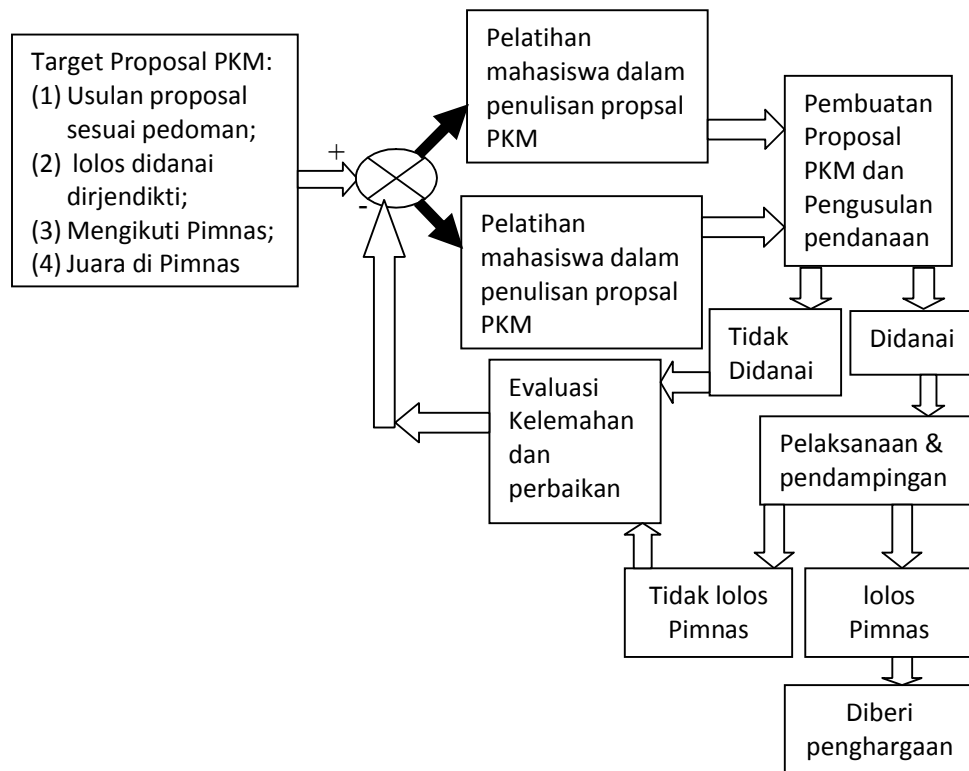 Target Proposal PKM:
(1) Usulan proposal
sesuai pedoman;
(2) lolos didanai
dirjendikti;
(3) Mengikuti Pimnas;
(4) Juara di Pimnas
+
-
Pelatihan
mahasiswa dalam
penulisan propsal
PKM
Pelatihan
mahasiswa dalam
penulisan propsal
PKM
Pembuatan
Proposal
PKM dan
Pengusulan
pendanaan
Tidak
Didanai
Didanai
Evaluasi
Kelemahan
dan
perbaikan
Pelaksanaan &
pendampingan
Tidak lolos
Pimnas
lolos
Pimnas
Diberi
penghargaan